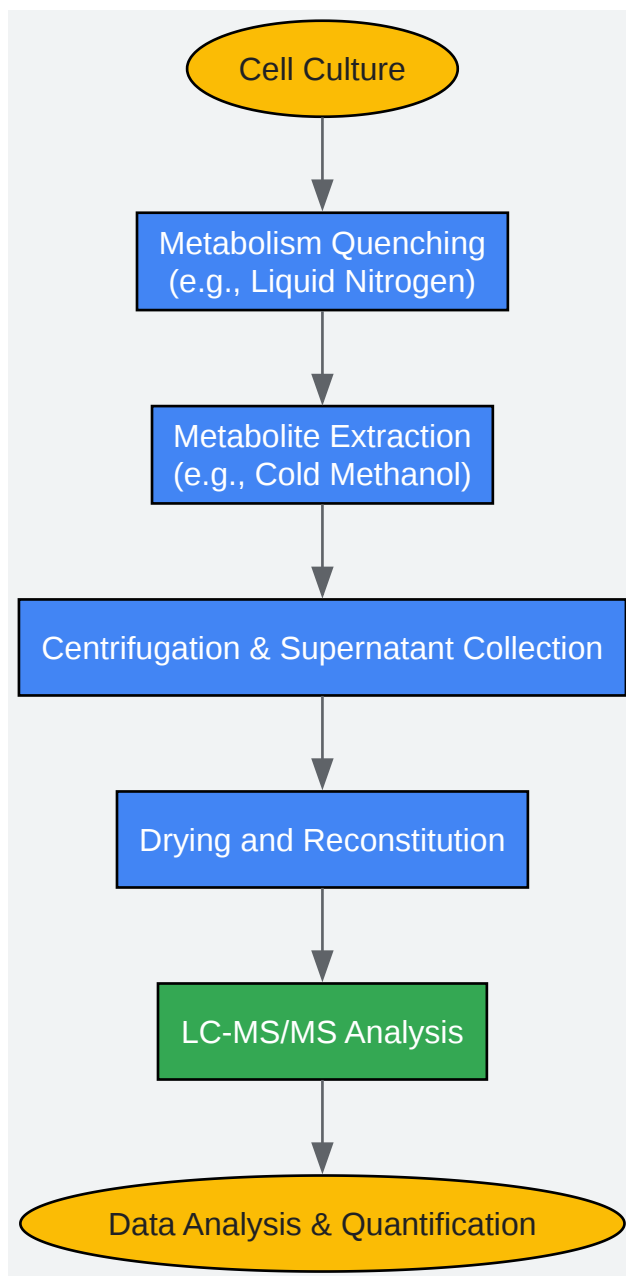 Cell Culture
Metabolism Quenching
(e.g., Liquid Nitrogen)
Metabolite Extraction
(e.g., Cold Methanol)
Centrifugation & Supernatant Collection
Drying and Reconstitution
LC-MS/MS Analysis
Data Analysis & Quantification